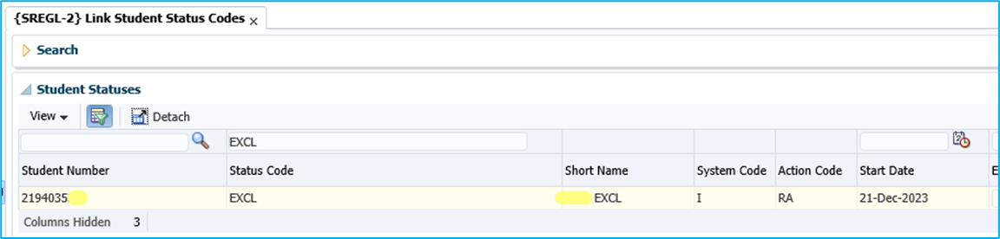 {SREGL-2} Link Student Status Codes ×
Search
Student Statuses
View Detach
EXCL
Student Number Status Code Short Name System Code Action Code Start Date E
2194035 EXCL EXCL I RA 21-Dec-2023
Columns Hidden 3